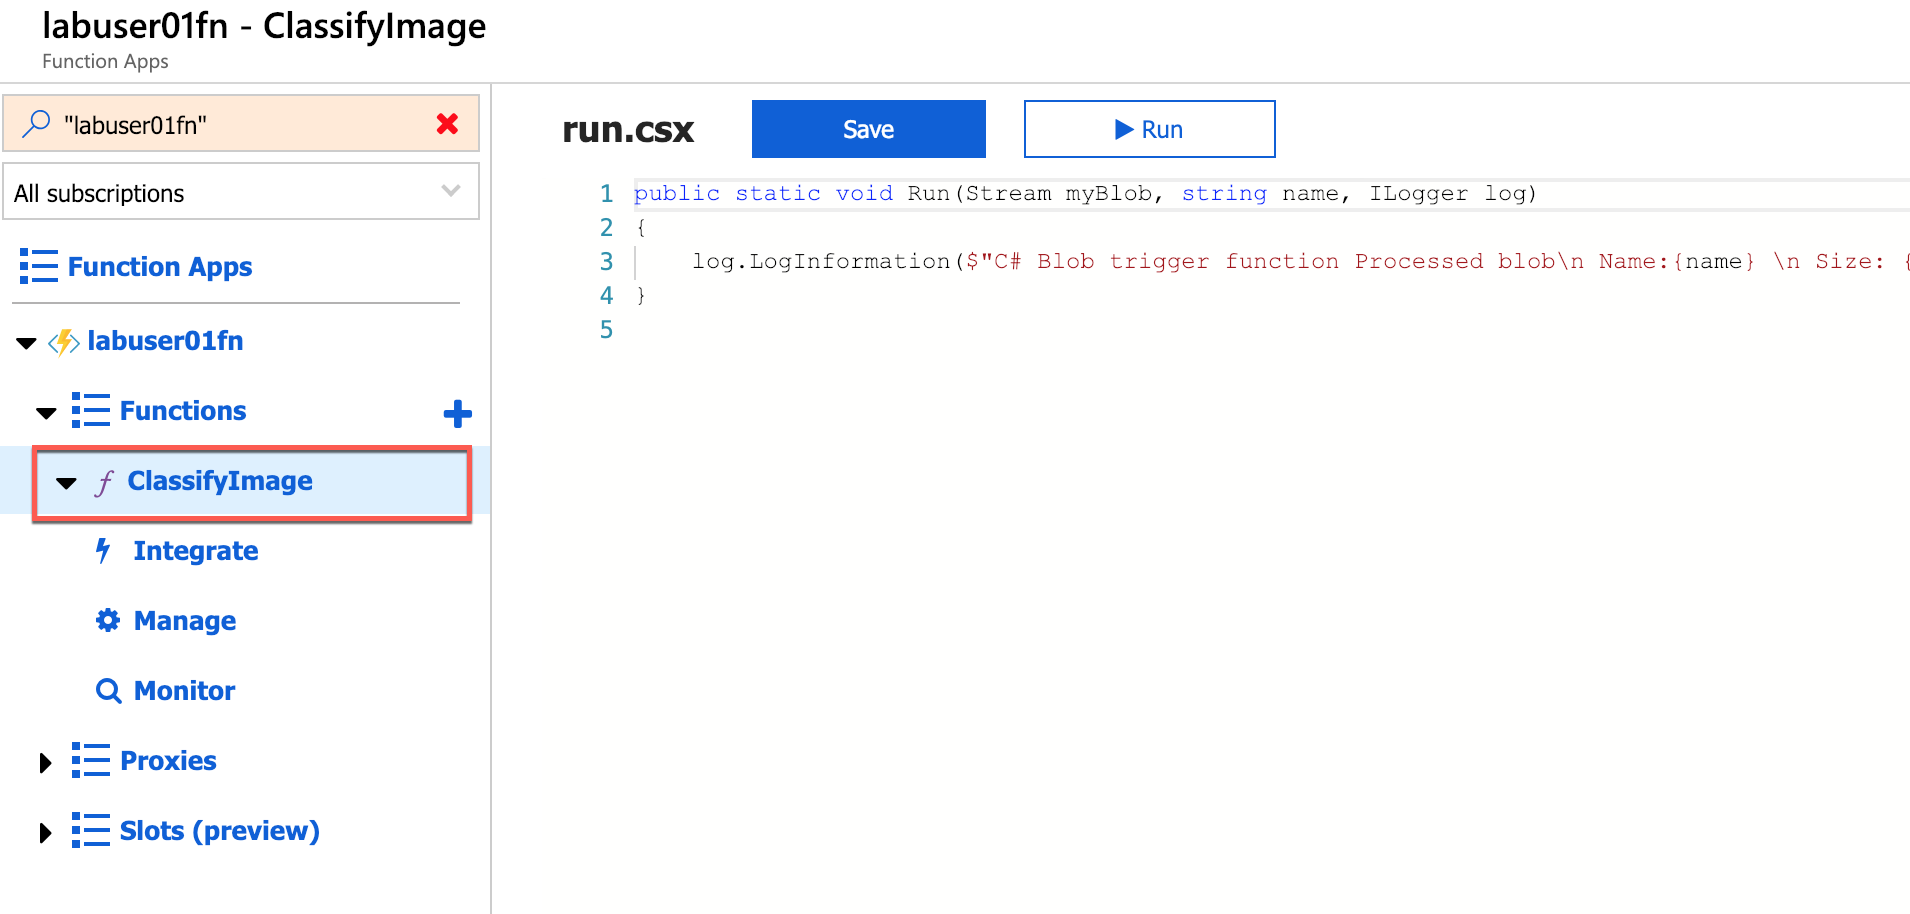 labuser01fn - ClassifyImage
Function Apps
"labuser01fn"
All subscriptions
Function Apps
labuser01fn
Functions
ClassifyImage
Integrate
Manage
Monitor
Proxies
Slots (preview)
run.csx
Save
Run
1 public static void Run(Stream myBlob, string name, ILogger log)
2 {
3 log.LogInformation($"C# Blob trigger function Processed blob\n Name:{name} \n Size: {
4 }
5